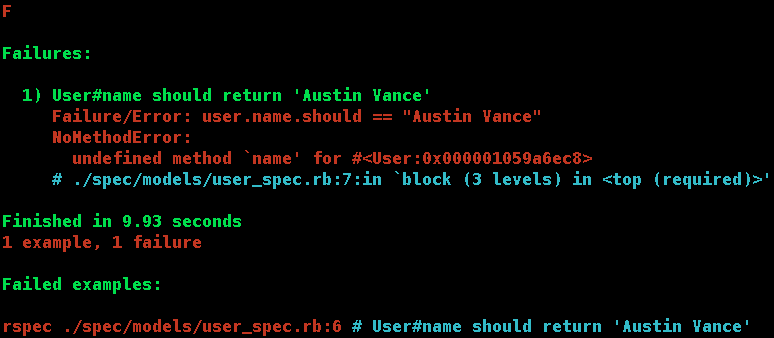 F
Failures:
1) User#name should return 'Austin Vance'
Failure/Error: user.name.should == "Austin Vance"
NoMethodError:
undefined method `name' for #<User:0x000001059a6ec8>
# ./spec/models/user_spec.rb:7:in `block (3 levels) in <top (required)>'
Finished in 9.93 seconds
1 example, 1 failure
Failed examples:
rspec ./spec/models/user_spec.rb:6 # User#name should return 'Austin Vance'